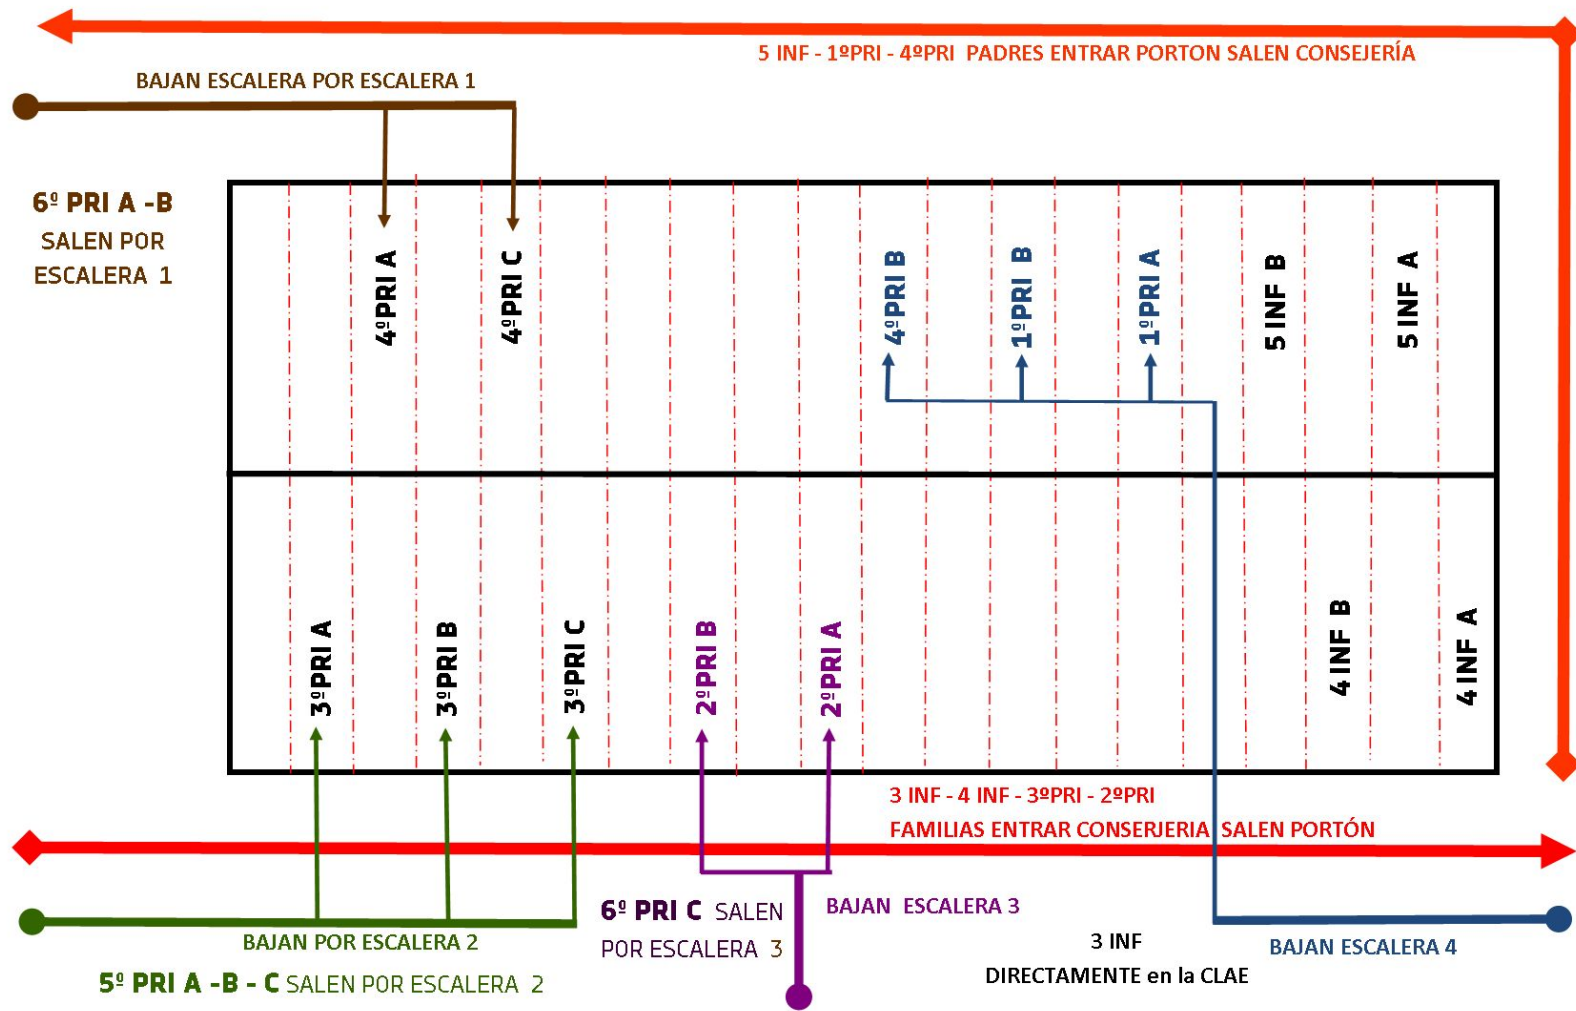 5 INF - 1ºPRI - 4ºPRI PADRES ENTRAR PORTON SALEN CONSEJERÍA
BAJAN ESCALERA POR ESCALERA 1
6º PRI A -B
SALEN POR
ESCALERA 1
4ºPRI A
4ºPRI C
4ºPRI B
1ºPRI B
1ºPRI A
5 INF B
5 INF A
3ºPRI A
3ºPRI B
3ºPRI C
2ºPRI B
2ºPRI A
4 INF B
4 INF A
3 INF - 4 INF - 3ºPRI - 2ºPRI
FAMILIAS ENTRAR CONSERJERIA SALEN PORTÓN
BAJAN POR ESCALERA 2
5º PRI A -B - C SALEN POR ESCALERA 2
6º PRI C SALEN
POR ESCALERA 3
BAJAN ESCALERA 3
3 INF
DIRECTAMENTE en la CLAE
BAJAN ESCALERA 4